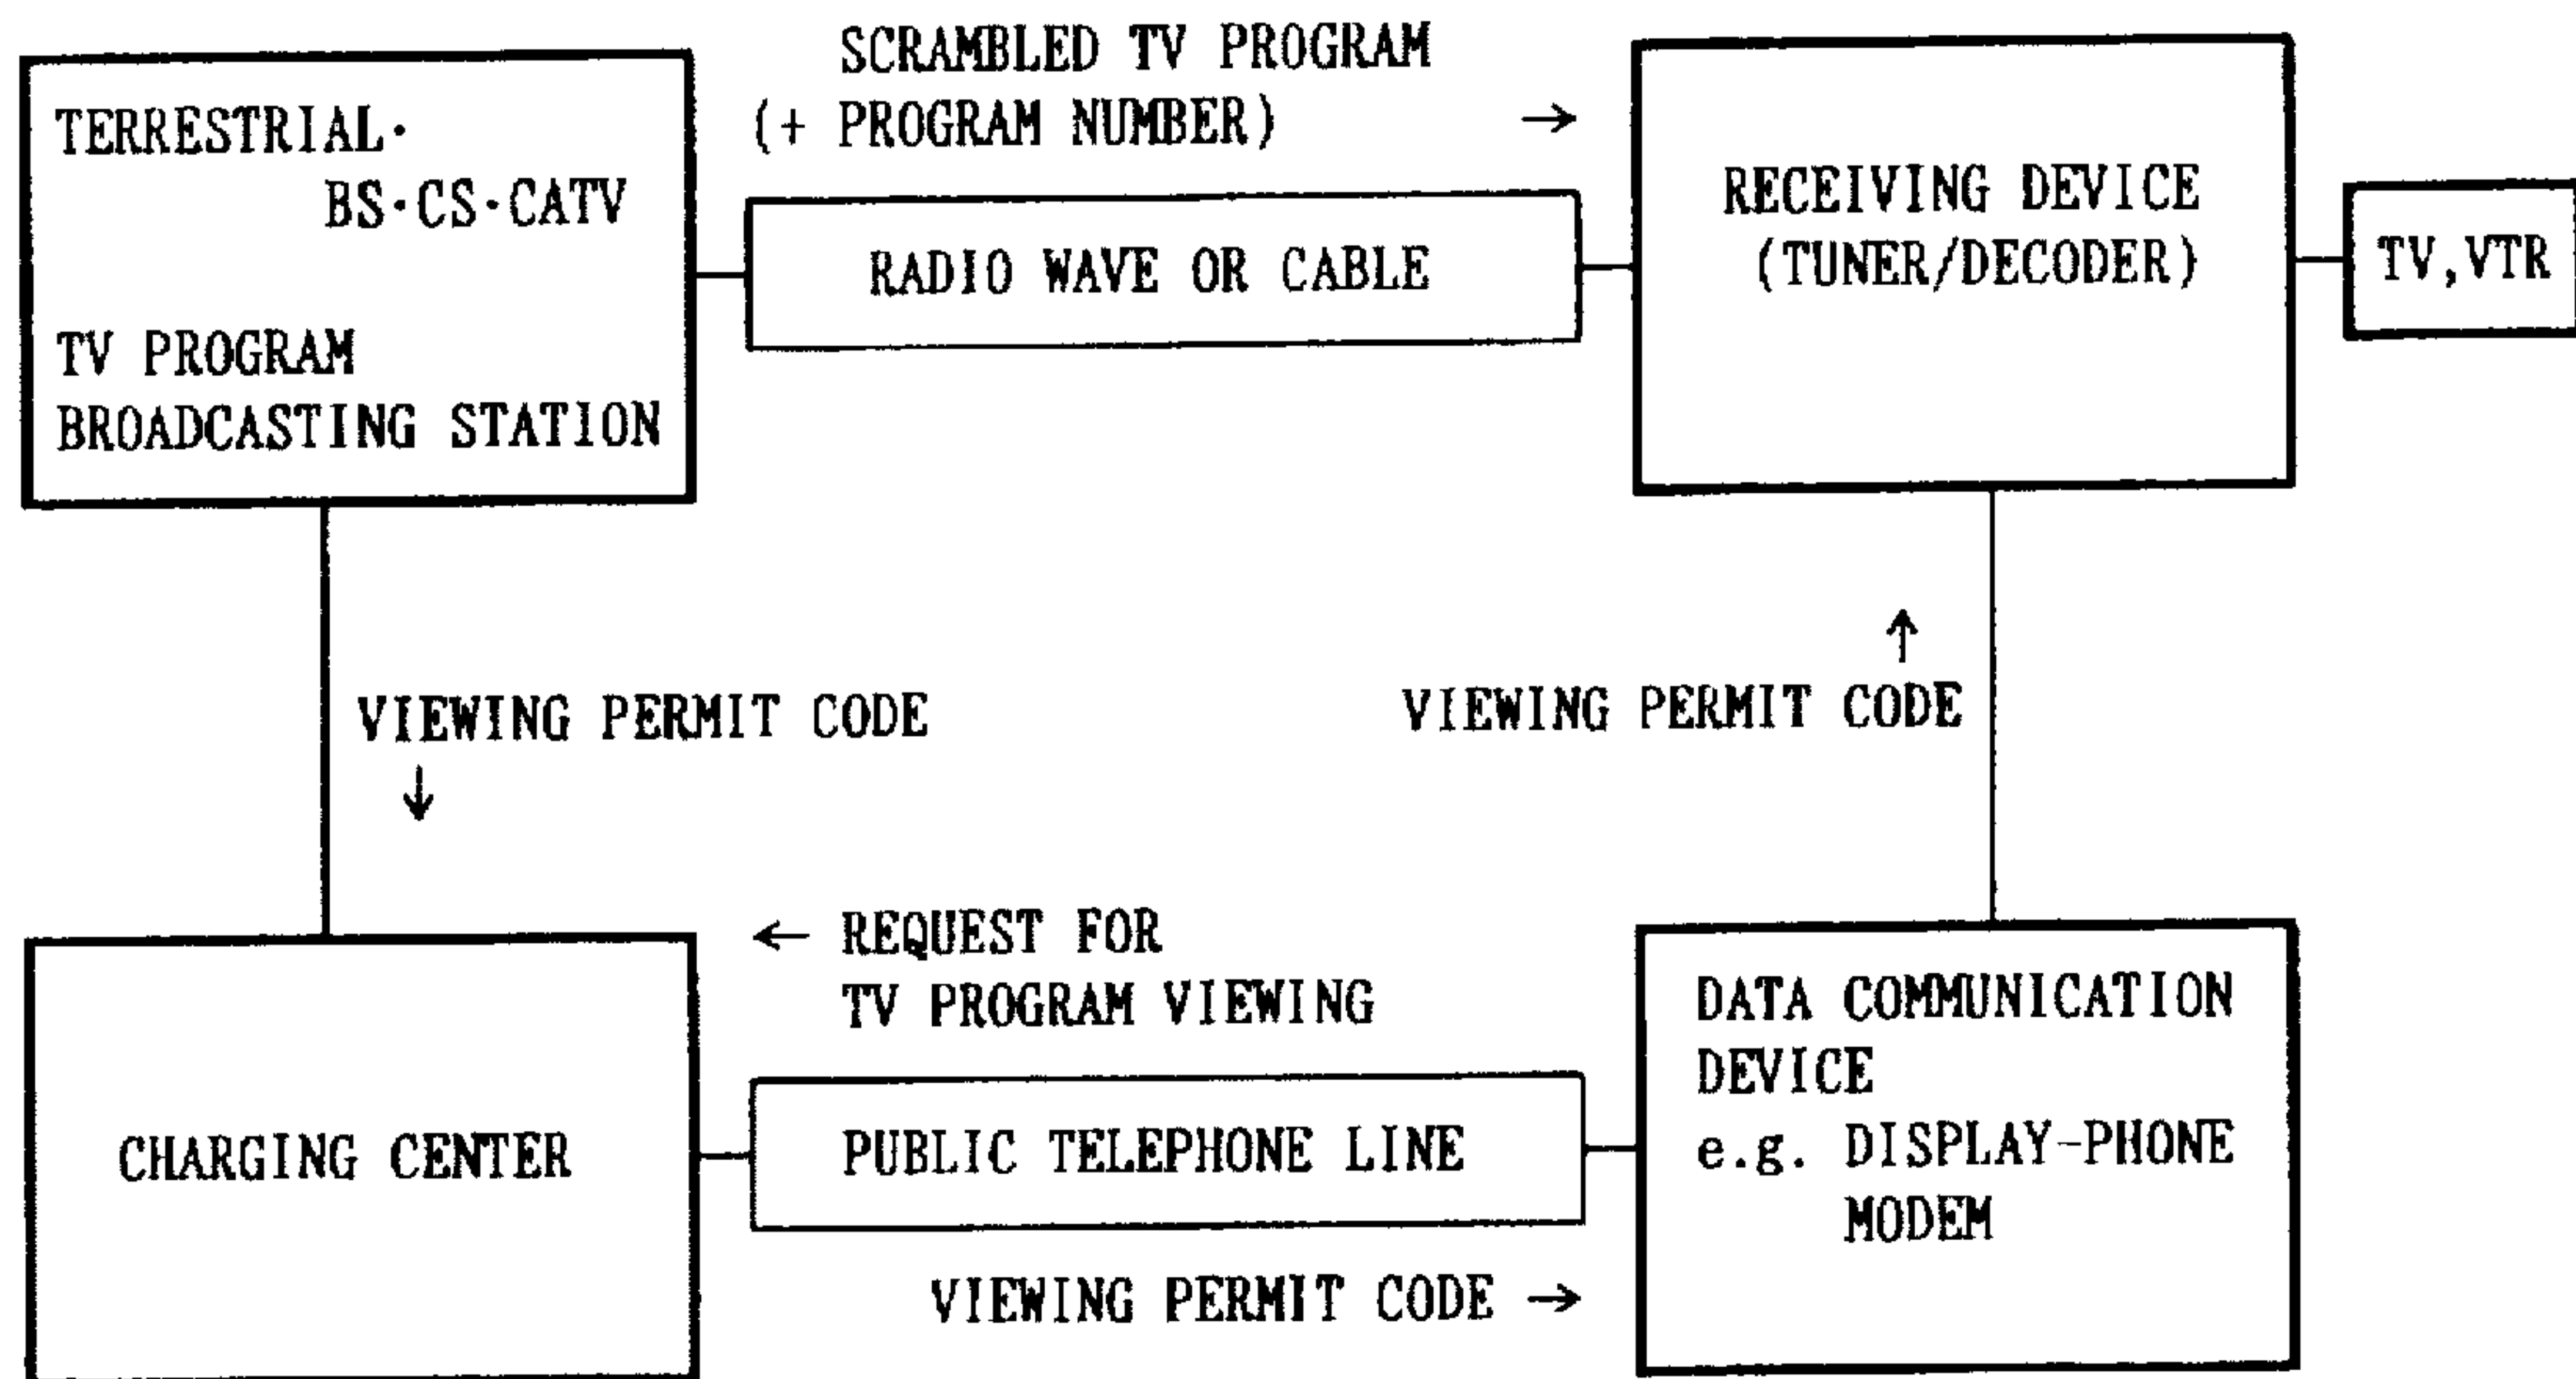 TERRESTRIAL·
BS·CS·CATV
TV PROGRAM
BROADCASTING STATION
SCRAMBLED TV PROGRAM
(+ PROGRAM NUMBER) →
RADIO WAVE OR CABLE
RECEIVING DEVICE
(TUNER/DECODER)
TV,VTR
VIEWING PERMIT CODE
↓
↑
VIEWING PERMIT CODE
CHARGING CENTER
← REQUEST FOR
TV PROGRAM VIEWING
PUBLIC TELEPHONE LINE
VIEWING PERMIT CODE →
DATA COMMUNICATION
DEVICE
e.g. DISPLAY-PHONE
MODEM